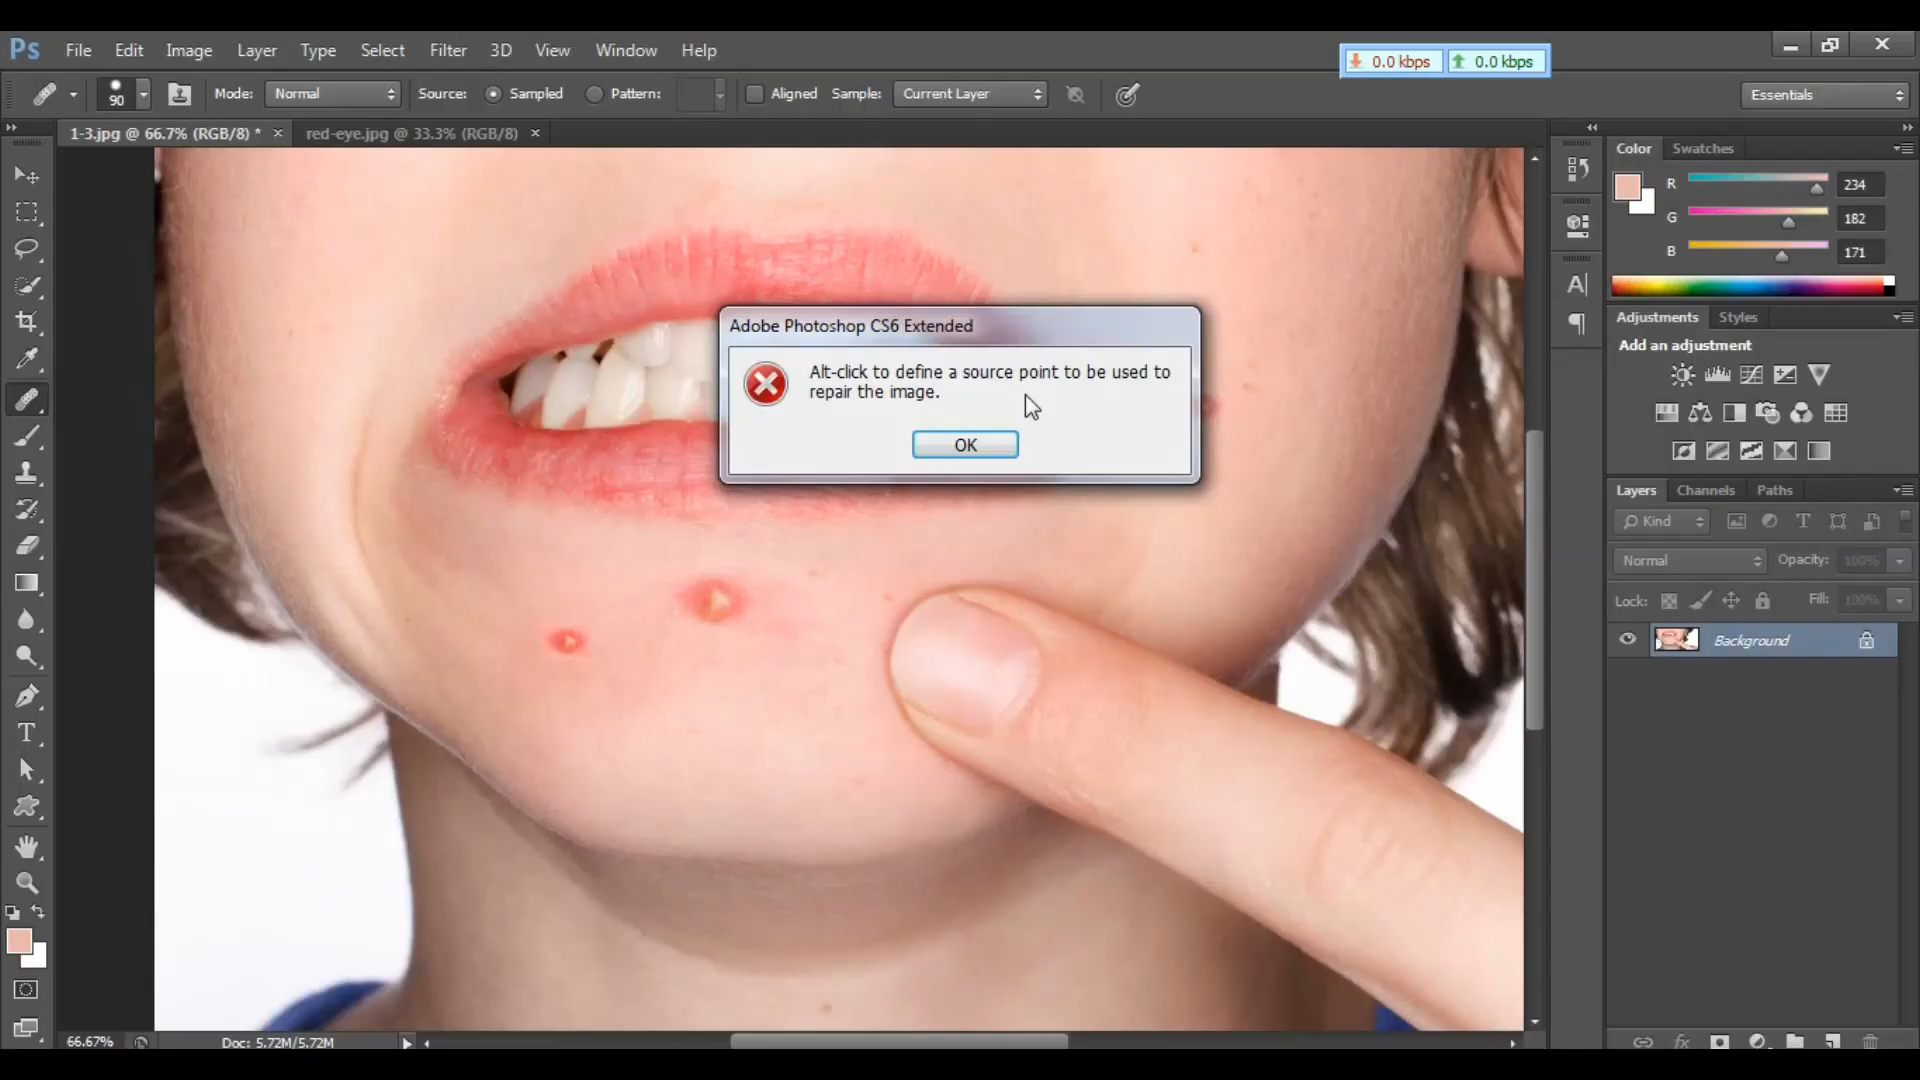 Ps File Edit Image Layer Type Select Filter 3D View Window Help
0.0 kbps 0.0 kbps
90 Mode: Normal Source: Sampled Pattern: Aligned Sample: Current Layer Essentials
1-3.jpg @ 66.7% (RGB/8) * × red-eye.jpg @ 33.3% (RGB/8) ×
Color Swatches
R 234
G 182
B 171
Adobe Photoshop CS6 Extended
Alt-click to define a source point to be used to
repair the image.
OK
Adjustments Styles
Add an adjustment
Layers Channels Paths
Kind
Normal Opacity: 100%
Lock: Fill: 100%
Background
66.67% Doc: 5.72M/5.72M